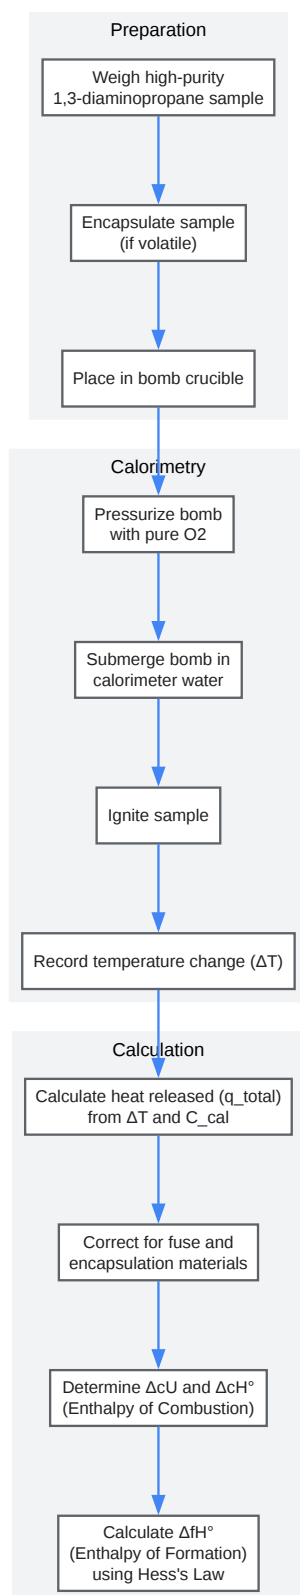 Preparation
Weigh high-purity
1,3-diaminopropane sample
Encapsulate sample
(if volatile)
Place in bomb crucible
Calorimetry
Pressurize bomb
with pure O2
Submerge bomb in
calorimeter water
Ignite sample
Record temperature change (ΔT)
Calculation
Calculate heat released (q_total)
from ΔT and C_cal
Correct for fuse and
encapsulation materials
Determine ΔcU and ΔcH°
(Enthalpy of Combustion)
Calculate ΔfH°
(Enthalpy of Formation)
using Hess's Law